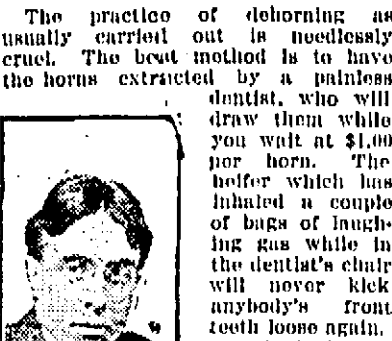 The practice of dehorning as
usually carried out is needlessly
cruel. The best method is to have
the horns extracted by a painless
dentist, who will
draw them while
you wait at $1.00
per horn. The
heifer which has
inhaled a couple
of bags of laugh-
ing gas while in
the dentist's chair
will never kick
anybody's front
teeth loose again.